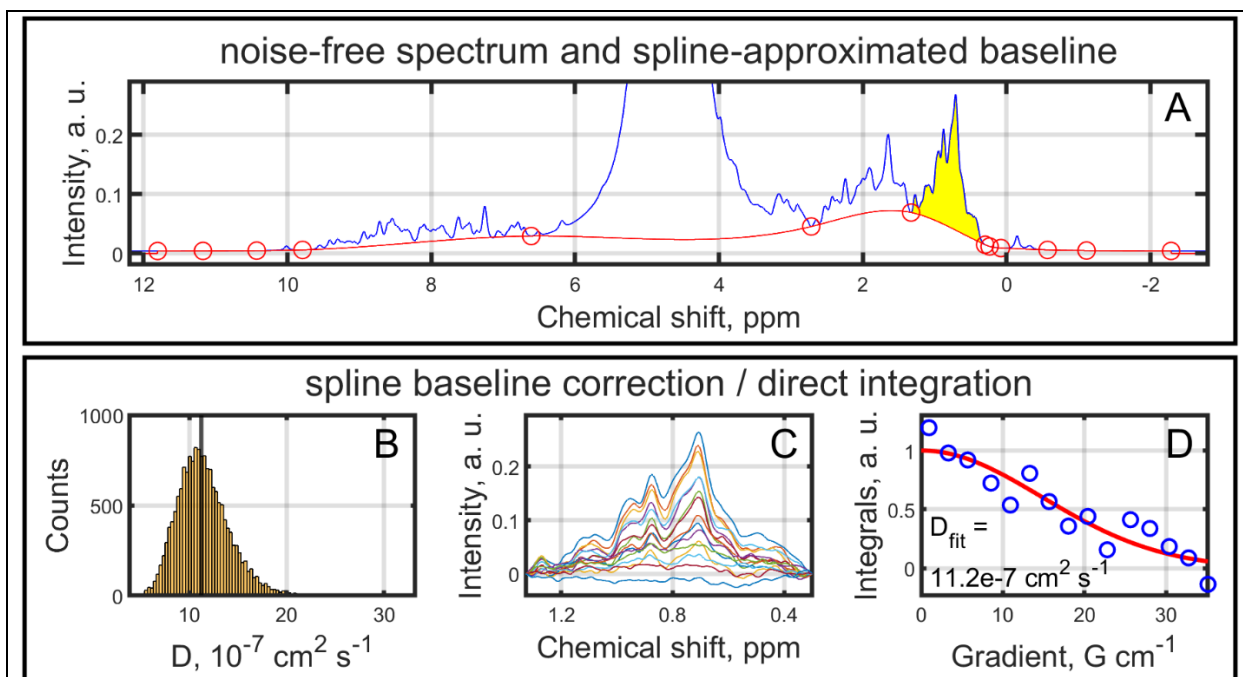 noise-free spectrum and spline-approximated baseline
A
Intensity, a. u.
0.2
0.1
0
12 10 8 6 4 2 0 -2
Chemical shift, ppm
spline baseline correction / direct integration
B
Counts
1000
500
0
10 20 30
D, 10⁻⁷ cm² s⁻¹
C
Intensity, a. u.
0.2
0.1
0
1.2 0.8 0.4
Chemical shift, ppm
D
Integrals, a. u.
1
0.5
0
D_fit =
11.2e-7 cm² s⁻¹
0 10 20 30
Gradient, G cm⁻¹